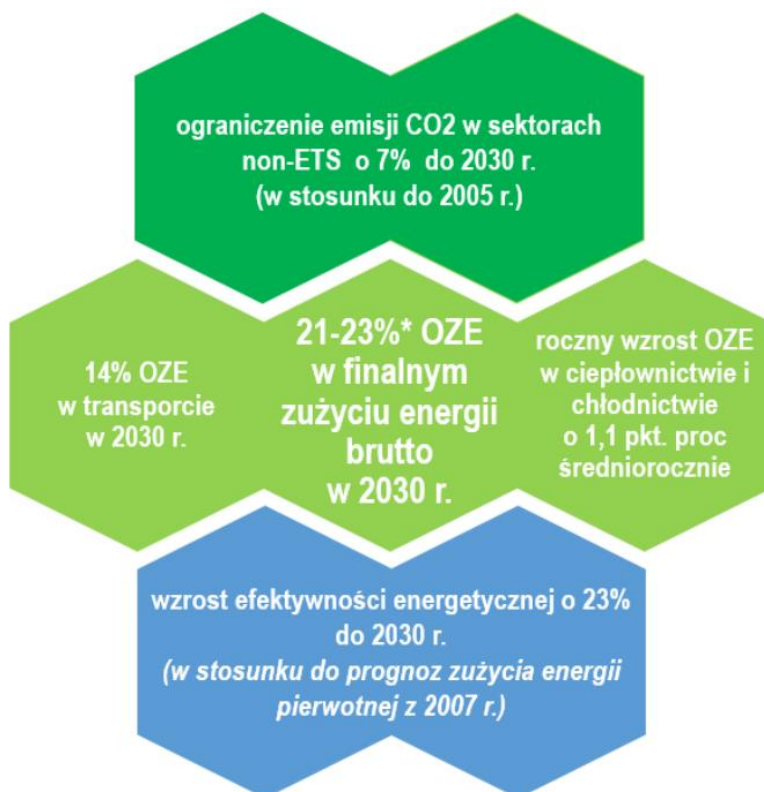 ograniczenie emisji CO2 w sektorach
non-ETS o 7% do 2030 r.
(w stosunku do 2005 r.)
14% OZE
w transporcie
w 2030 r.
21-23%* OZE
w finalnym
zużyciu energii
brutto
w 2030 r.
roczny wzrost OZE
w ciepłownictwie i
chłodnictwie
o 1,1 pkt. proc
średniorocznie
wzrost efektywności energetycznej o 23%
do 2030 r.
(w stosunku do prognoz zużycia energii
pierwotnej z 2007 r.)